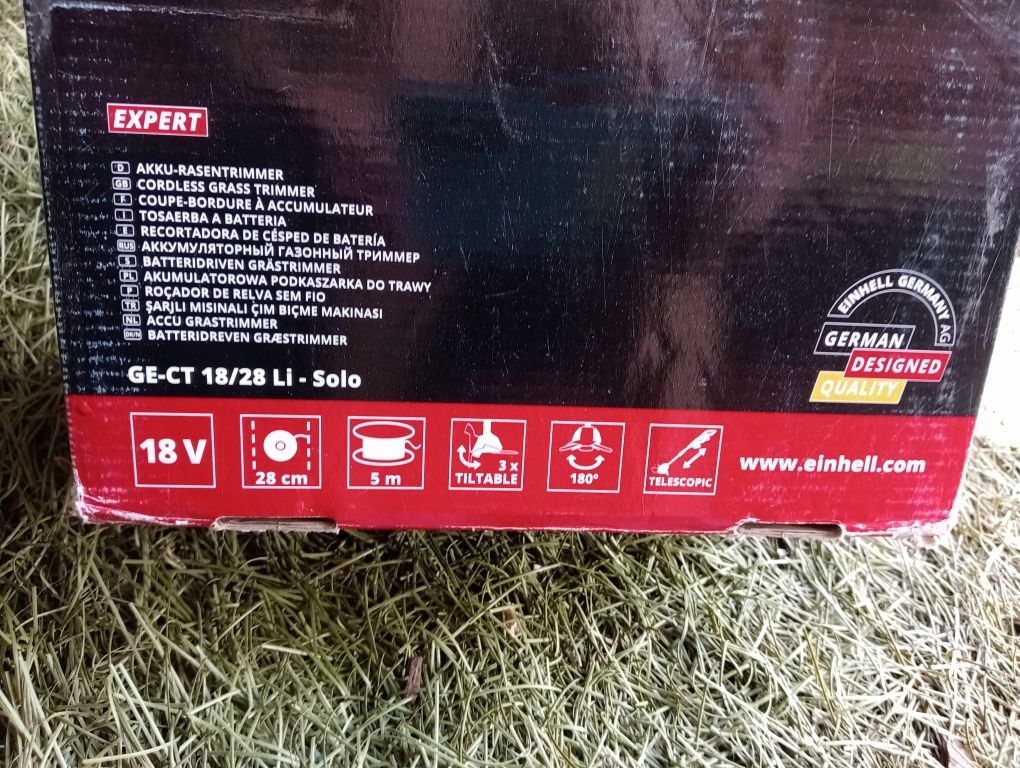 EXPERT
D AKKU-RASENTRIMMER
GB CORDLESS GRASS TRIMMER
F COUPE-BORDURE À ACCUMULATEUR
I TOSAERBA A BATTERIA
E RECORTADORA DE CÉSPED DE BATERÍA
RUS АККУМУЛЯТОРНЫЙ ГАЗОННЫЙ ТРИММЕР
S BATTERIDRIVEN GRÄSTRIMMER
PL AKUMULATOROWA PODKASZARKA DO TRAWY
P ROÇADOR DE RELVA SEM FIO
TR ŞARJLI MISINALI ÇIM BIÇME MAKINASI
NL ACCU GRASTRIMMER
DK/N BATTERIDREVEN GRÆSTRIMMER
GE-CT 18/28 Li - Solo
EINHELL GERMANY AG
GERMAN
DESIGNED
QUALITY
18 V
28 cm
5 m
3 x
TILTABLE
180°
TELESCOPIC
www.einhell.com